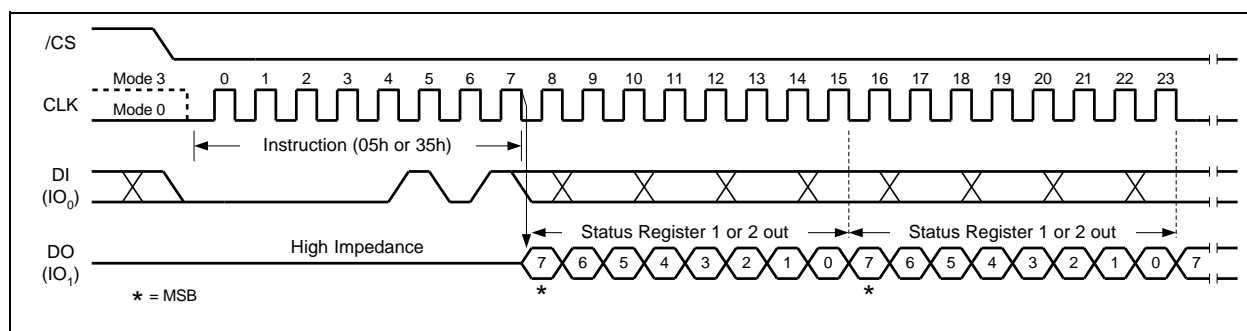 /CS
Mode 3
0 1 2 3 4 5 6 7 8 9 10 11 12 13 14 15 16 17 18 19 20 21 22 23
CLK
Mode 0
Instruction (05h or 35h)
DI
(IO0)
Status Register 1 or 2 out
Status Register 1 or 2 out
High Impedance
DO
(IO1)
7 6 5 4 3 2 1 0 7 6 5 4 3 2 1 0 7
* *
* = MSB